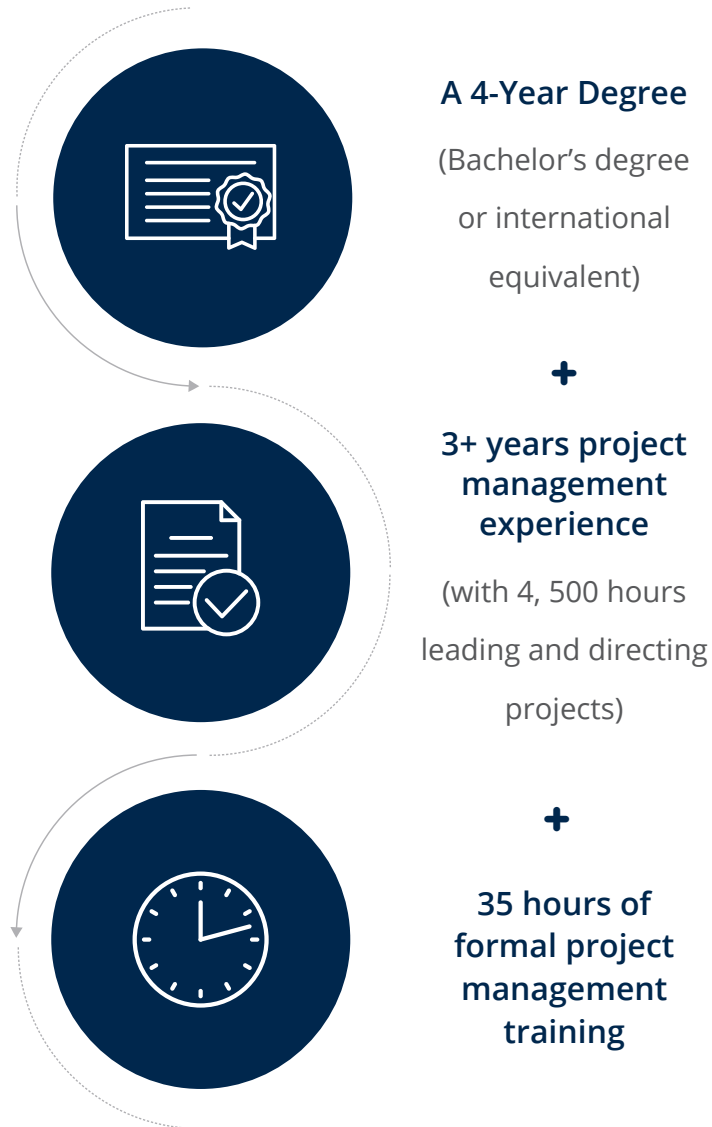 A 4-Year Degree
(Bachelor’s degree
or international
equivalent)
+
3+ years project
management
experience
(with 4, 500 hours
leading and directing
projects)
+
35 hours of
formal project
management
training